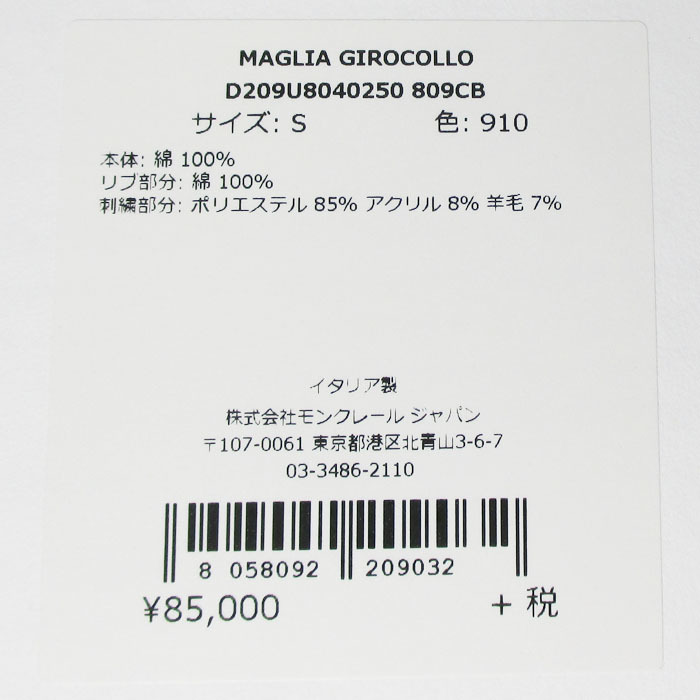 MAGLIA GIROCOLLO
D209U8040250 809CB
サイズ: S 色: 910
本体: 綿 100%
リブ部分: 綿 100%
刺繍部分: ポリエステル 85% アクリル 8% 羊毛 7%
イタリア製
株式会社モンクレール ジャパン
〒107-0061 東京都港区北青山3-6-7
03-3486-2110
8 058092 209032
¥85,000 + 税